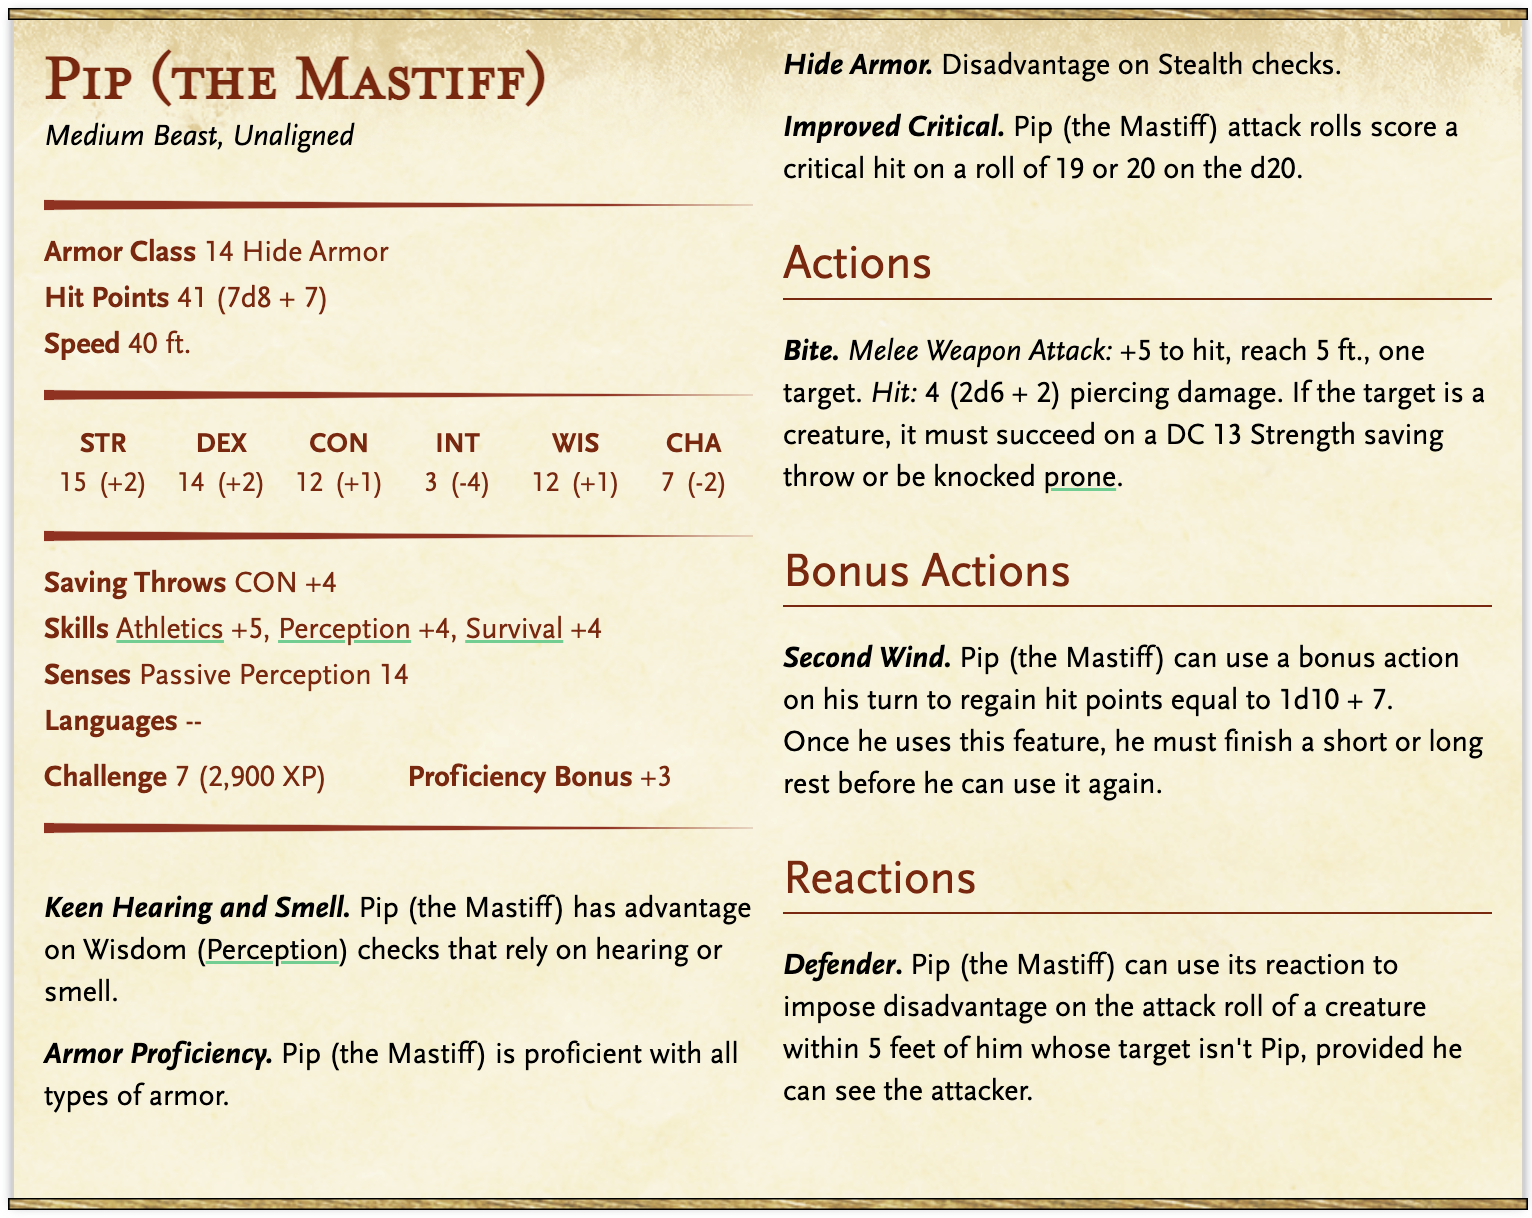 Pip (the Mastiff)
Medium Beast, Unaligned
Armor Class 14 Hide Armor
Hit Points 41 (7d8 + 7)
Speed 40 ft.
STR DEX CON INT WIS CHA
15 (+2) 14 (+2) 12 (+1) 3 (-4) 12 (+1) 7 (-2)
Saving Throws CON +4
Skills Athletics +5, Perception +4, Survival +4
Senses Passive Perception 14
Languages --
Challenge 7 (2,900 XP) Proficiency Bonus +3
Keen Hearing and Smell. Pip (the Mastiff) has advantage
on Wisdom (Perception) checks that rely on hearing or
smell.
Armor Proficiency. Pip (the Mastiff) is proficient with all
types of armor.
Hide Armor. Disadvantage on Stealth checks.
Improved Critical. Pip (the Mastiff) attack rolls score a
critical hit on a roll of 19 or 20 on the d20.
Actions
Bite. Melee Weapon Attack: +5 to hit, reach 5 ft., one
target. Hit: 4 (2d6 + 2) piercing damage. If the target is a
creature, it must succeed on a DC 13 Strength saving
throw or be knocked prone.
Bonus Actions
Second Wind. Pip (the Mastiff) can use a bonus action
on his turn to regain hit points equal to 1d10 + 7.
Once he uses this feature, he must finish a short or long
rest before he can use it again.
Reactions
Defender. Pip (the Mastiff) can use its reaction to
impose disadvantage on the attack roll of a creature
within 5 feet of him whose target isn't Pip, provided he
can see the attacker.